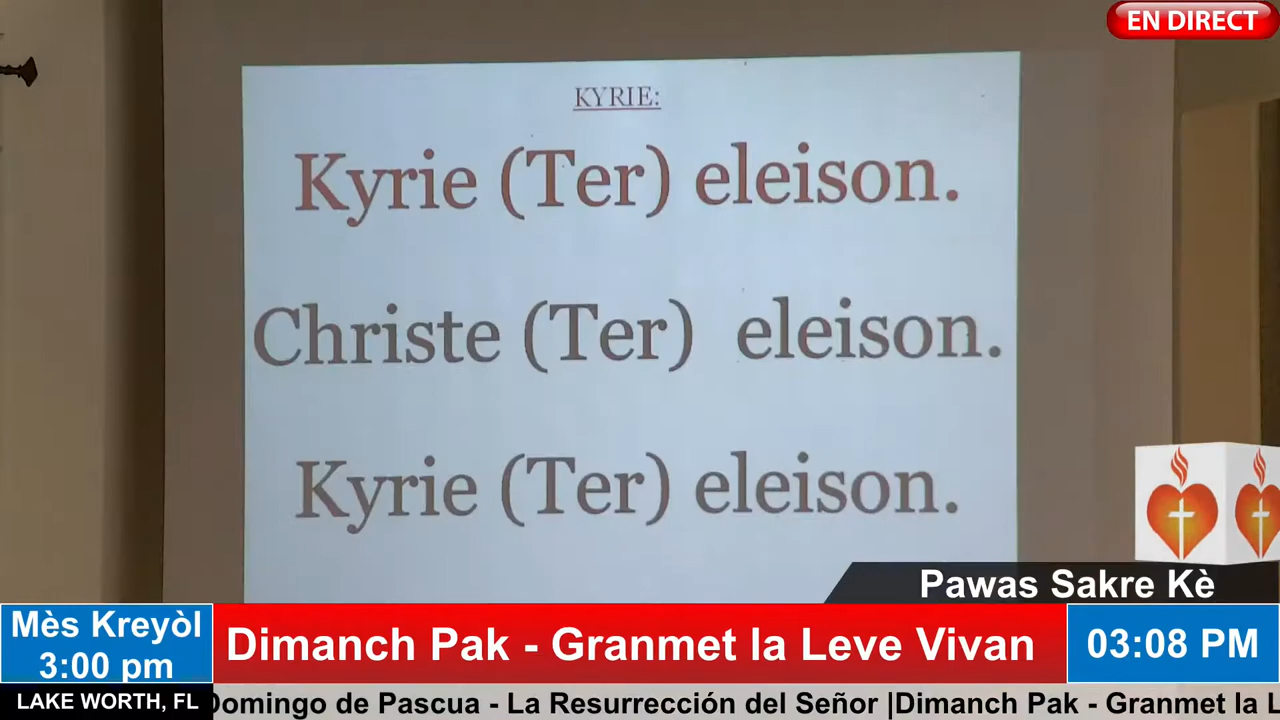 EN DIRECT
KYRIE:
Kyrie (Ter) eleison.
Christe (Ter) eleison.
Kyrie (Ter) eleison.
Pawas Sakre Kè
Mès Kreyòl
3:00 pm
Dimanch Pak - Granmet la Leve Vivan
03:08 PM
LAKE WORTH, FL
Domingo de Pascua - La Resurrección del Señor |Dimanch Pak - Granmet la L